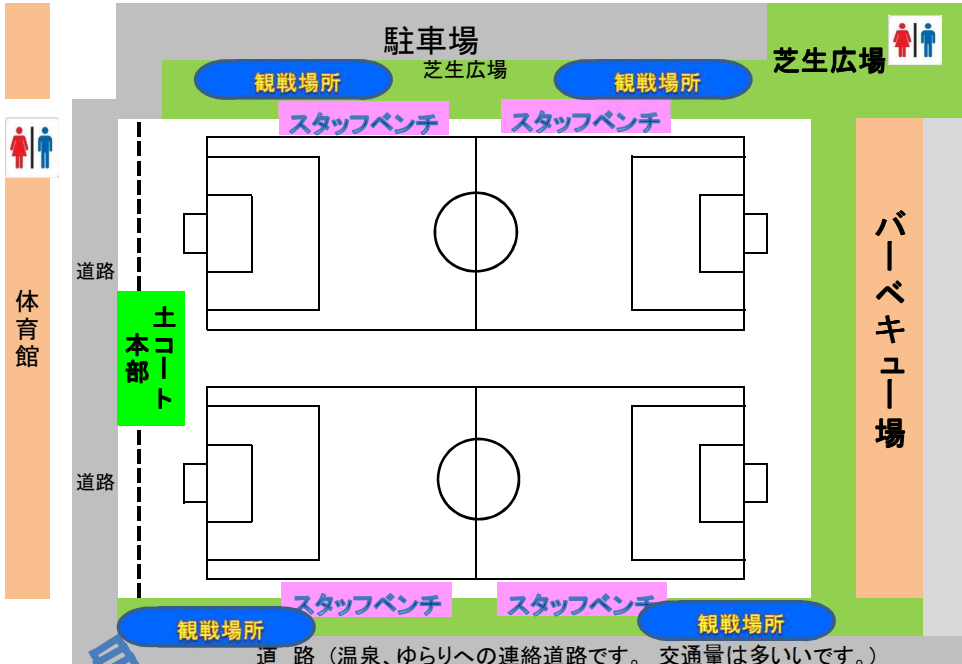 駐車場
芝生広場
芝生広場
観戦場所
観戦場所
スタッフベンチ
スタッフベンチ
道路
体育館
土コート
本部
バーベキュー場
道路
スタッフベンチ
スタッフベンチ
観戦場所
観戦場所
道 路 (温泉、ゆらりへの連絡道路です。 交通量は多いいです。)